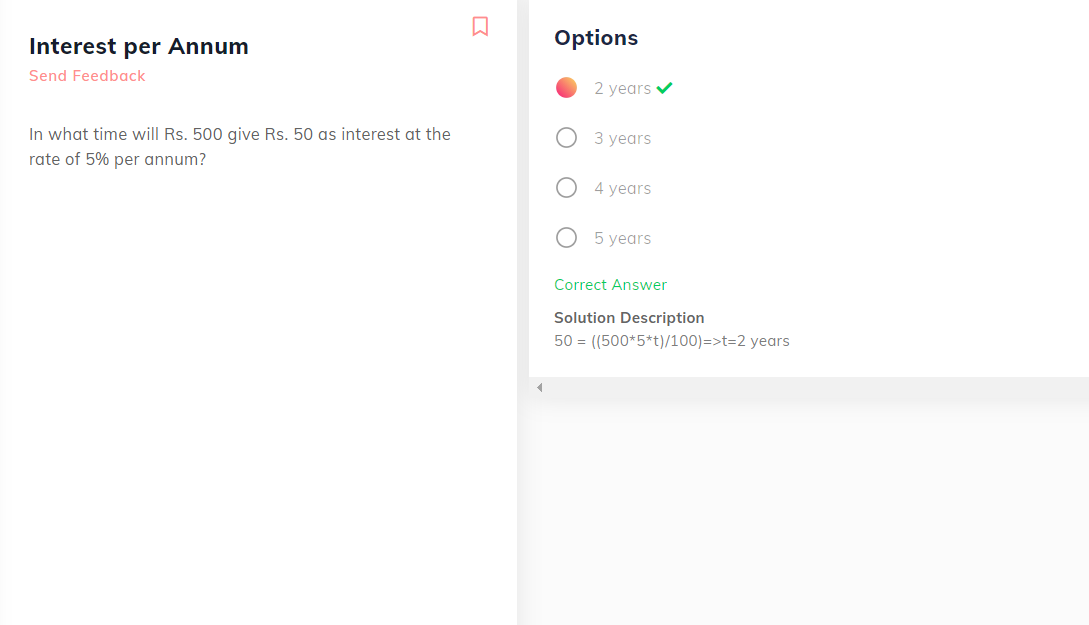 Interest per Annum
Send Feedback
In what time will Rs. 500 give Rs. 50 as interest at the
rate of 5% per annum?
Options
2 years
3 years
4 years
5 years
Correct Answer
Solution Description
50 = ((500*5*t)/100)=>t=2 years